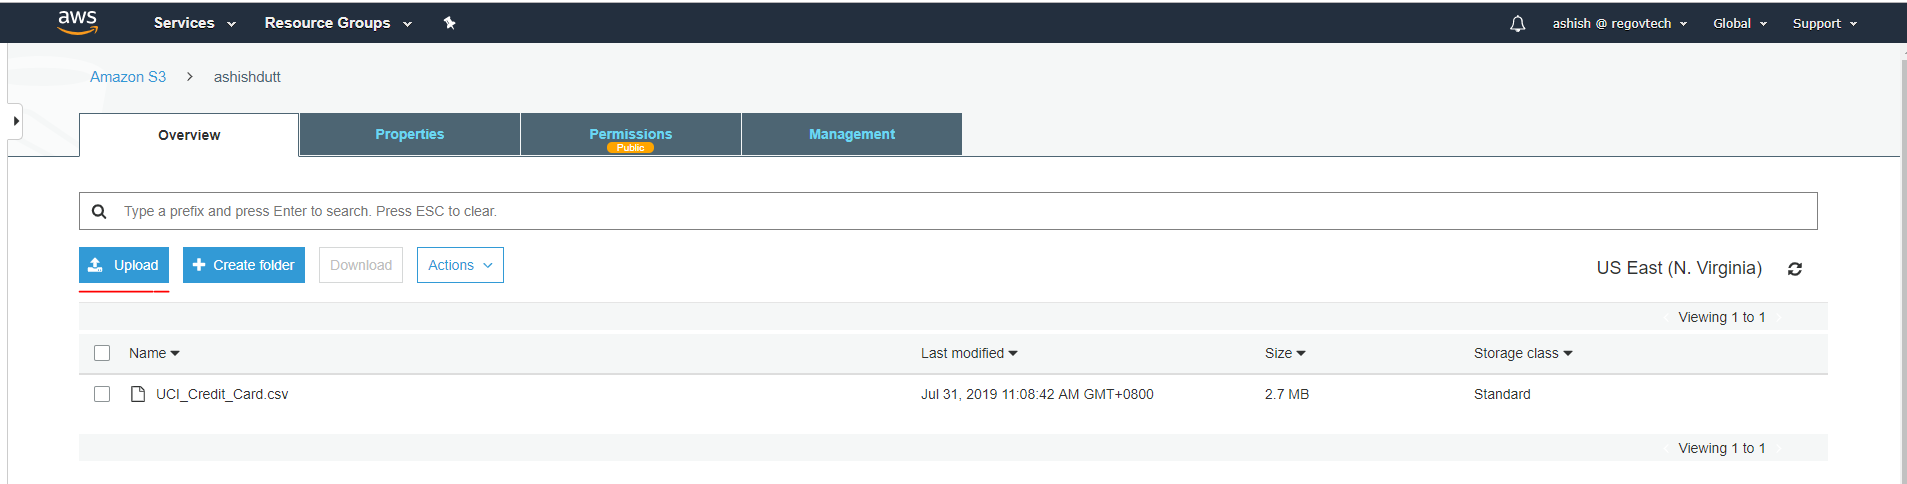 aws Services Resource Groups ashish @ regovtech Global Support
Amazon S3 > ashishdutt
Overview Properties Permissions Management
Public
Type a prefix and press Enter to search. Press ESC to clear.
Upload Create folder Download Actions US East (N. Virginia)
Viewing 1 to 1
Name Last modified Size Storage class
UCI_Credit_Card.csv Jul 31, 2019 11:08:42 AM GMT+0800 2.7 MB Standard
Viewing 1 to 1